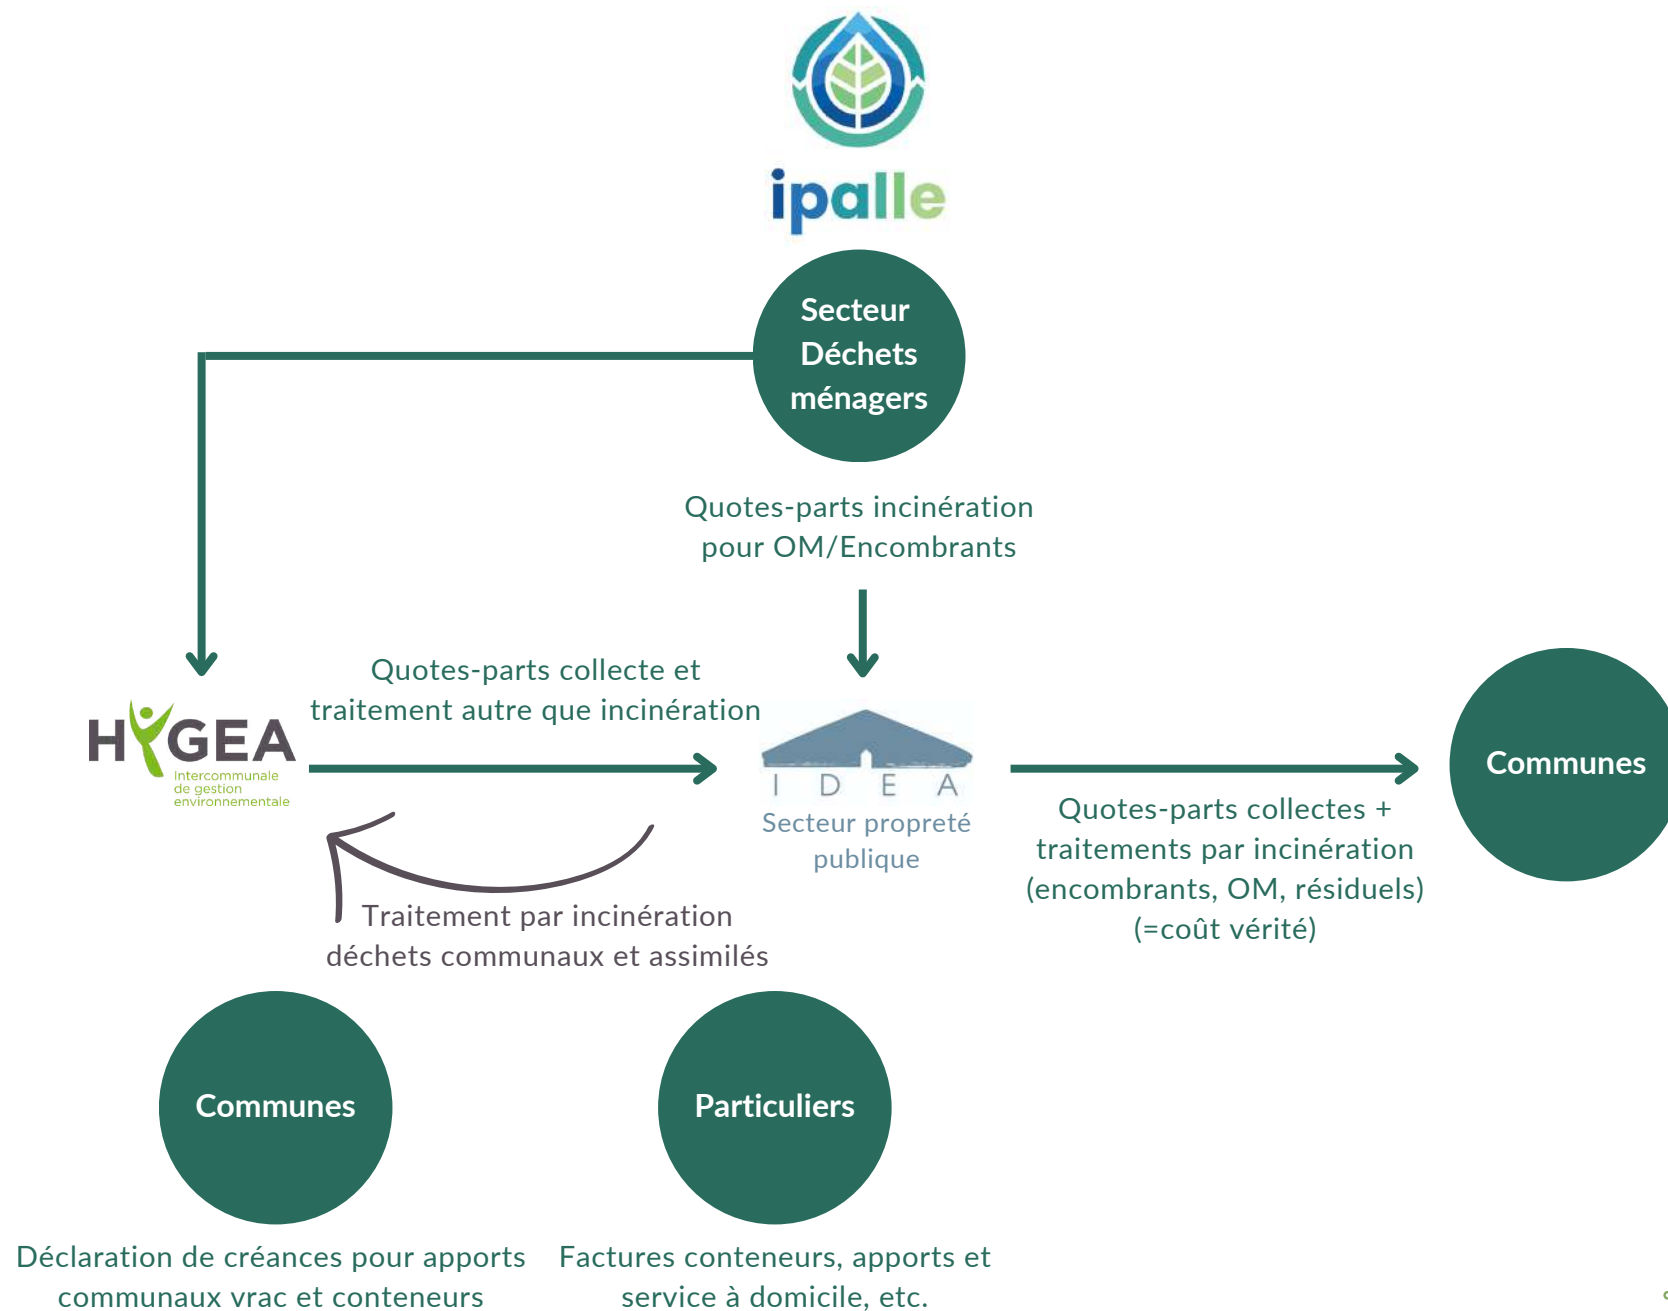 ipalle
Secteur
Déchets
ménagers
Quotes-parts incinération
pour OM/Encombrants
Quotes-parts collecte et
traitement autre que incinération
HYGEA
Intercommunale
de gestion
environnementale
IDEA
Secteur propreté
publique
Communes
Quotes-parts collectes +
traitements par incinération
(encombrants, OM, résiduels)
(=coût vérité)
Traitement par incinération
déchets communaux et assimilés
Communes
Particuliers
Déclaration de créances pour apports
communaux vrac et conteneurs
Factures conteneurs, apports et
service à domicile, etc.